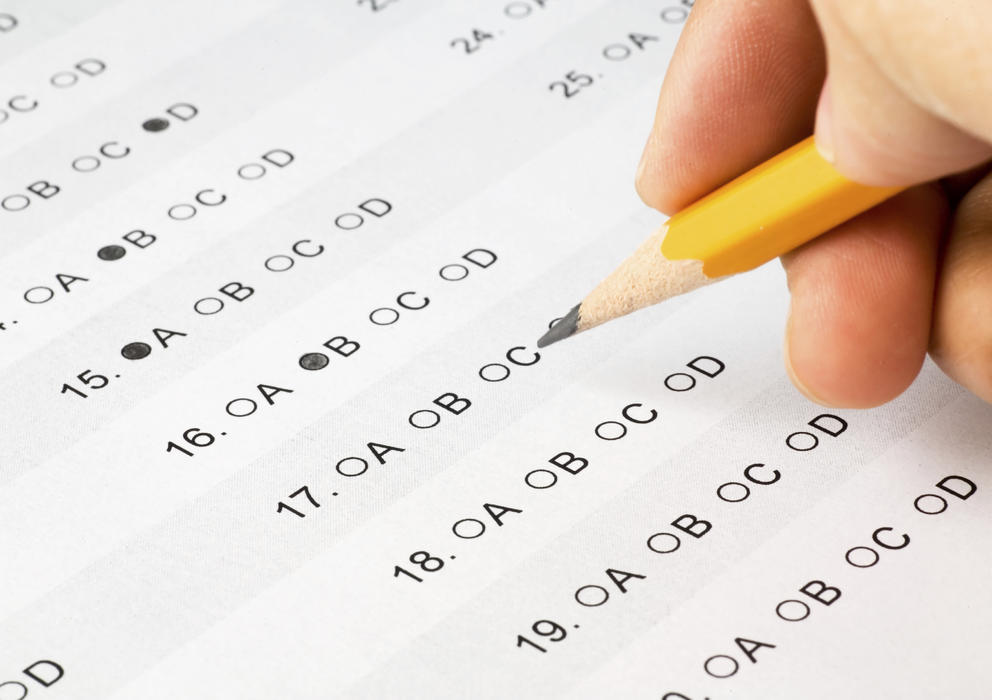 D
C D
B C D
A B C D
15. A B C D
16. A B C D
17. A B C
18. A B C D
19. A B C D
A B C D
D
24.
25. A